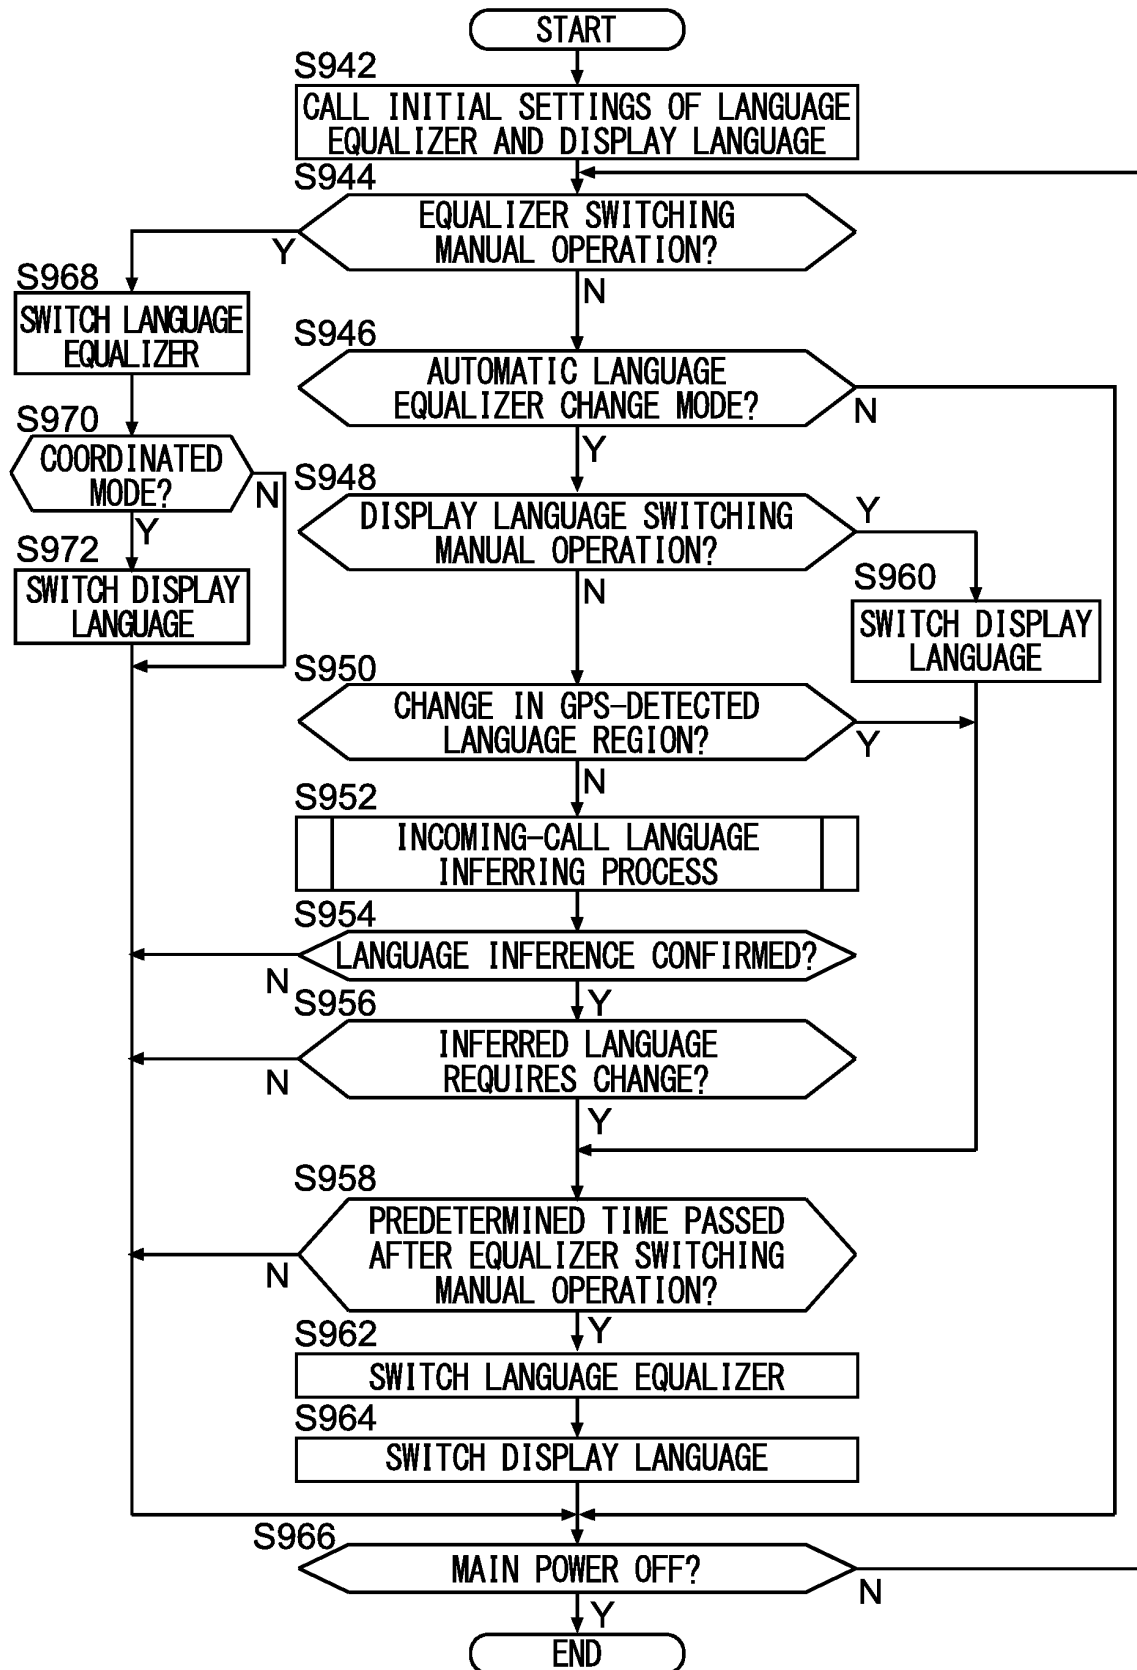 START
S942
CALL INITIAL SETTINGS OF LANGUAGE
EQUALIZER AND DISPLAY LANGUAGE
S944
EQUALIZER SWITCHING
MANUAL OPERATION?
Y
N
S968
SWITCH LANGUAGE
EQUALIZER
S946
AUTOMATIC LANGUAGE
EQUALIZER CHANGE MODE?
N
Y
S970
COORDINATED
MODE?
N
Y
S948
DISPLAY LANGUAGE SWITCHING
MANUAL OPERATION?
Y
N
S972
SWITCH DISPLAY
LANGUAGE
S960
SWITCH DISPLAY
LANGUAGE
S950
CHANGE IN GPS-DETECTED
LANGUAGE REGION?
Y
N
S952
INCOMING-CALL LANGUAGE
INFERRING PROCESS
S954
LANGUAGE INFERENCE CONFIRMED?
N
Y
S956
INFERRED LANGUAGE
REQUIRES CHANGE?
N
Y
S958
PREDETERMINED TIME PASSED
AFTER EQUALIZER SWITCHING
MANUAL OPERATION?
N
Y
S962
SWITCH LANGUAGE EQUALIZER
S964
SWITCH DISPLAY LANGUAGE
S966
MAIN POWER OFF?
N
Y
END